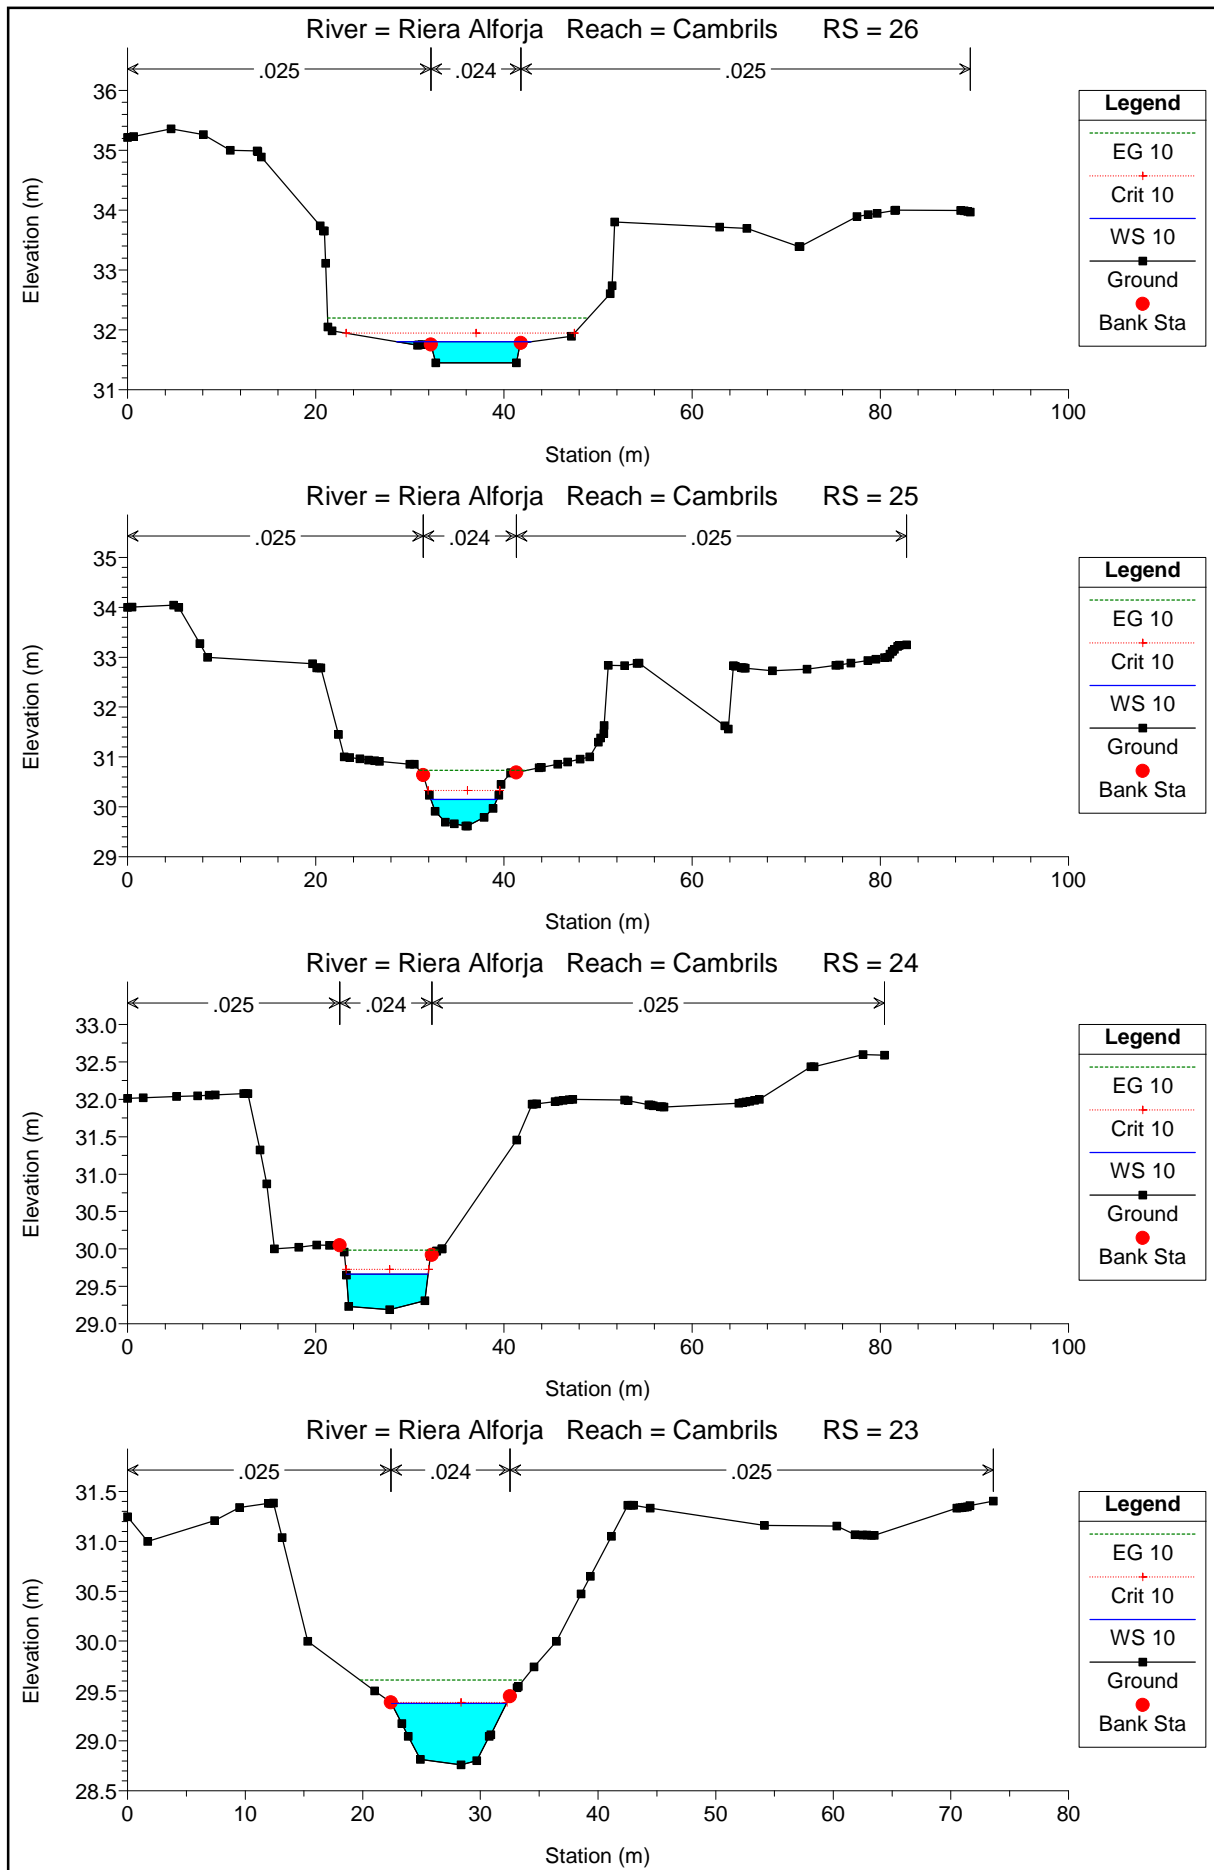 River = Riera Alforja Reach = Cambrils RS = 26
.025 .024 .025
36
35
34
33
32
31
0 20 40 60 80 100
Elevation (m)
Station (m)
Legend
EG 10
Crit 10
WS 10
Ground
Bank Sta
River = Riera Alforja Reach = Cambrils RS = 25
.025 .024 .025
35
34
33
32
31
30
29
0 20 40 60 80 100
Elevation (m)
Station (m)
Legend
EG 10
Crit 10
WS 10
Ground
Bank Sta
River = Riera Alforja Reach = Cambrils RS = 24
.025 .024 .025
33.0
32.5
32.0
31.5
31.0
30.5
30.0
29.5
29.0
0 20 40 60 80 100
Elevation (m)
Station (m)
Legend
EG 10
Crit 10
WS 10
Ground
Bank Sta
River = Riera Alforja Reach = Cambrils RS = 23
.025 .024 .025
31.5
31.0
30.5
30.0
29.5
29.0
28.5
0 10 20 30 40 50 60 70 80
Elevation (m)
Station (m)
Legend
EG 10
Crit 10
WS 10
Ground
Bank Sta